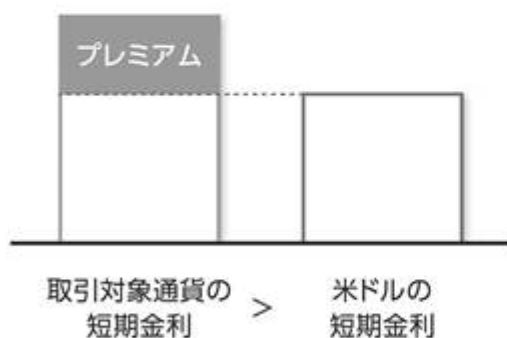 プレミアム
取引対象通貨の
短期金利
>
米ドルの
短期金利